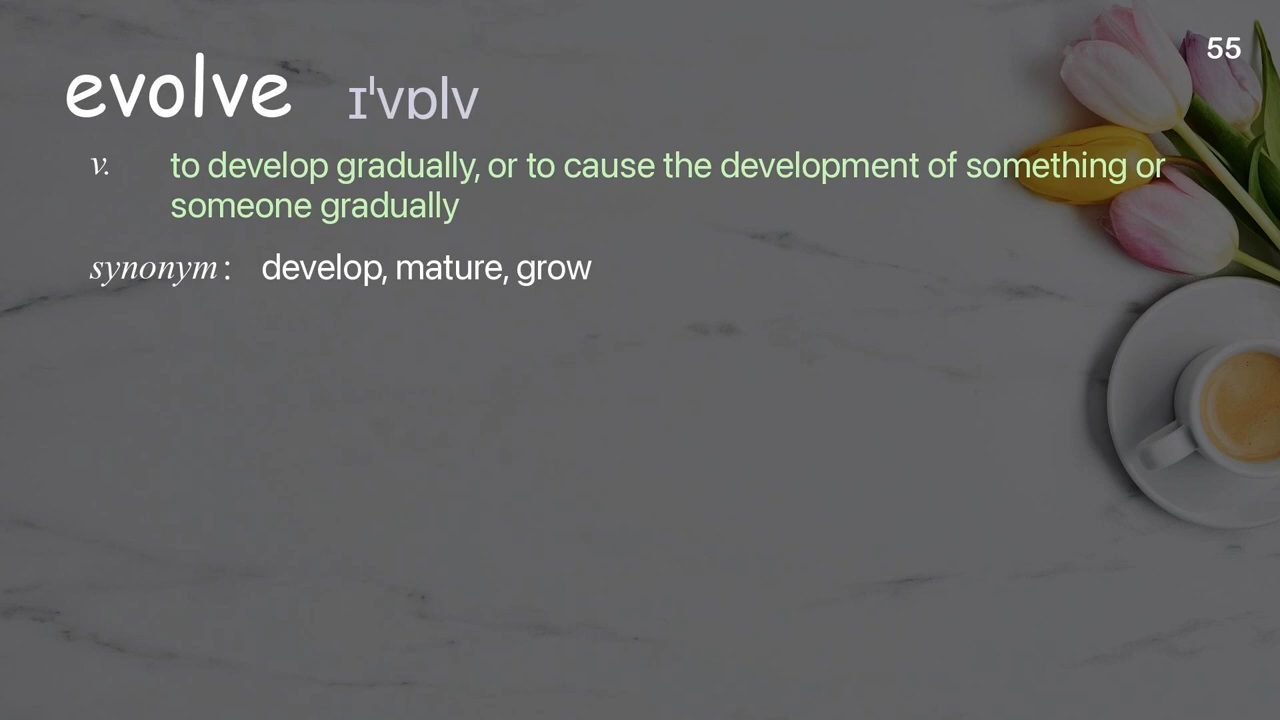 55
evolve ɪˈvɒlv
v. to develop gradually, or to cause the development of something or
someone gradually
synonym: develop, mature, grow